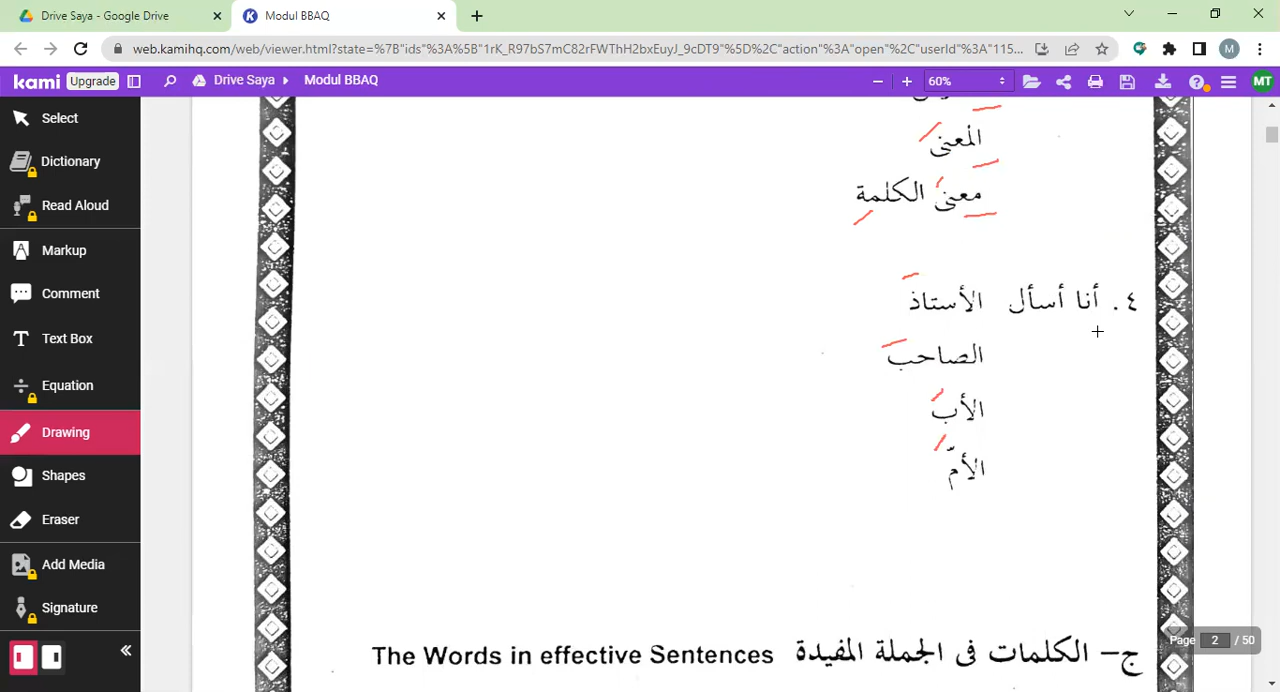 Drive Saya - Google Drive
Modul BBAQ
web.kamihq.com/web/viewer.html?state=%7B"ids"%3A%5B"1rK_R97bS7mC82rFWThH2bxEuyJ_9cDT9"%5D%2C"action"%3A"open"%2C"userId"%3A"115...
M
kami Upgrade Drive Saya Modul BBAQ 60% MT
Select
Dictionary
Read Aloud
Markup
Comment
Text Box
Equation
Drawing
Shapes
Eraser
Add Media
Signature
المعنى
معنى الكلمة
٤. أنا أسأل الأستاذ
الصاحب
الأب
الأمّ
ج- الكلمات فى الجملة المفيدة The Words in effective Sentences
Page 2 / 50